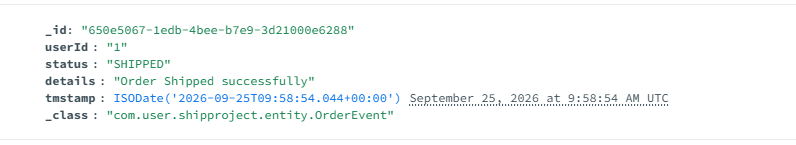 _id: "650e5067-1edb-4bee-b7e9-3d21000e6288"
userId : "1"
status : "SHIPPED"
details : "Order Shipped successfully"
tmstamp : ISODate('2026-09-25T09:58:54.044+00:00') September 25, 2026 at 9:58:54 AM UTC
_class : "com.user.shipproject.entity.OrderEvent"